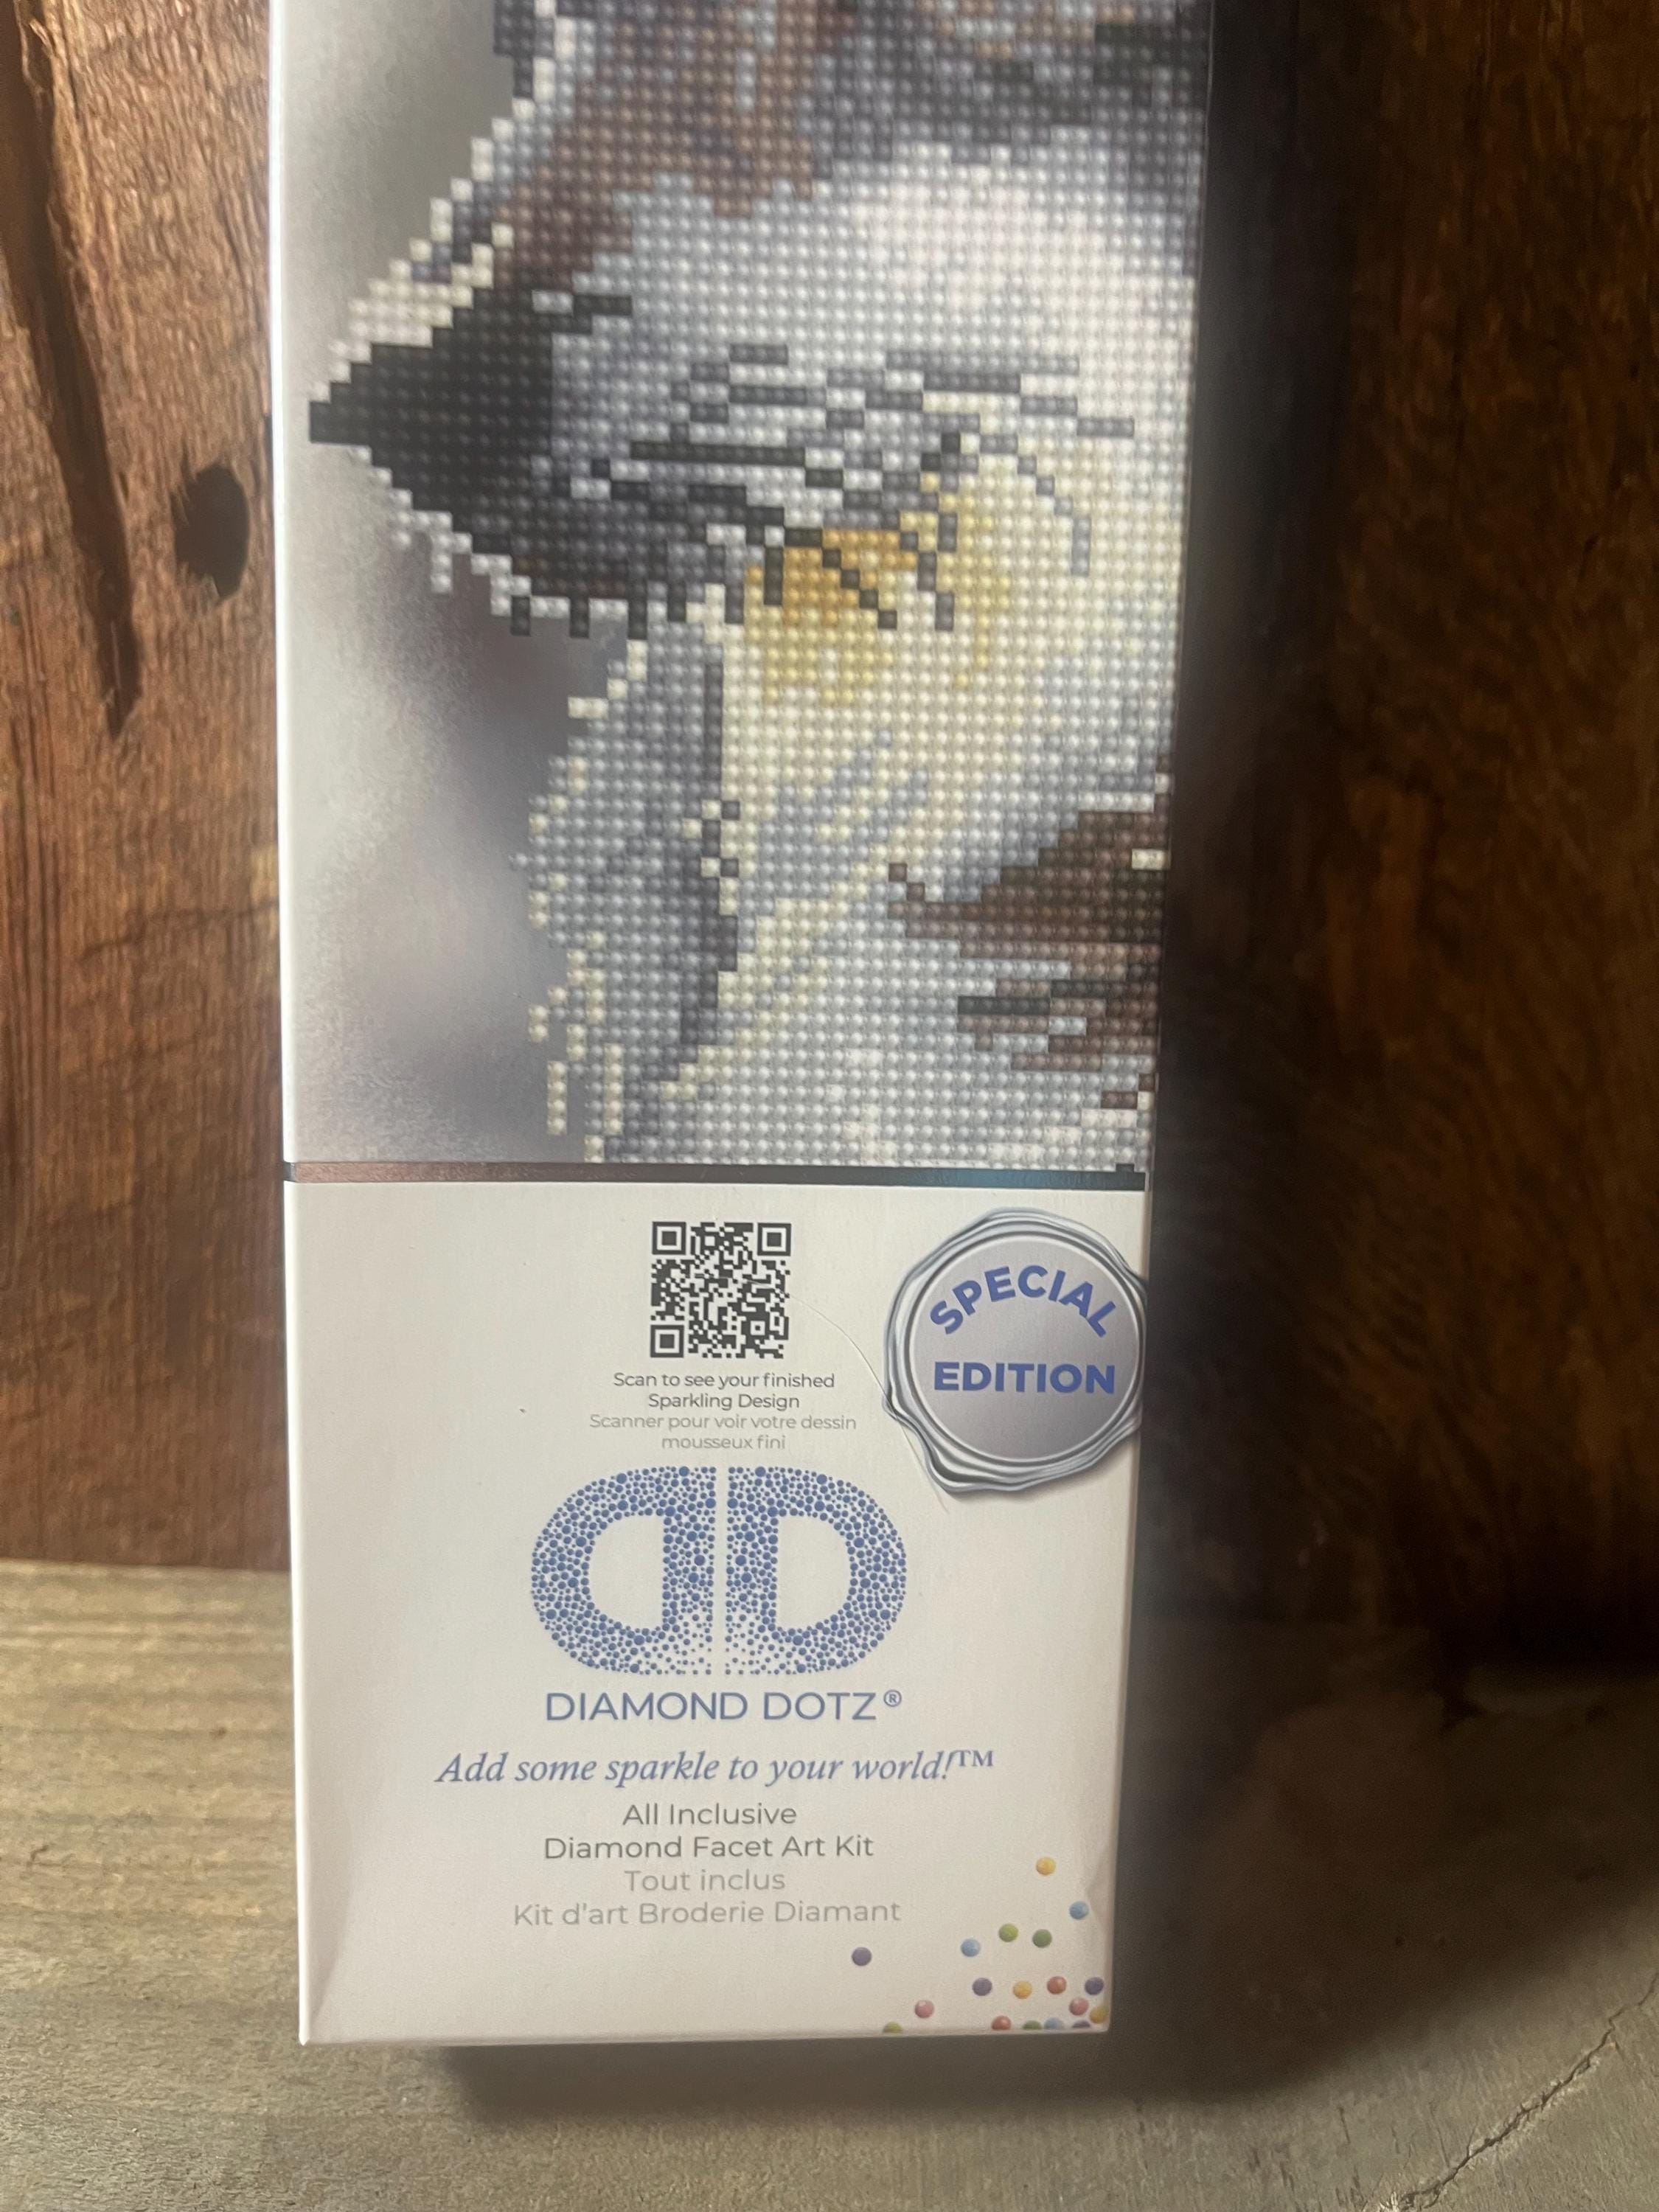 SPECIAL
EDITION
Scan to see your finished
Sparkling Design
Scanner pour voir votre dessin
mousseux fini
DIAMOND DOTZ®
Add some sparkle to your world!™
All Inclusive
Diamond Facet Art Kit
Tout inclus
Kit d'art Broderie Diamant